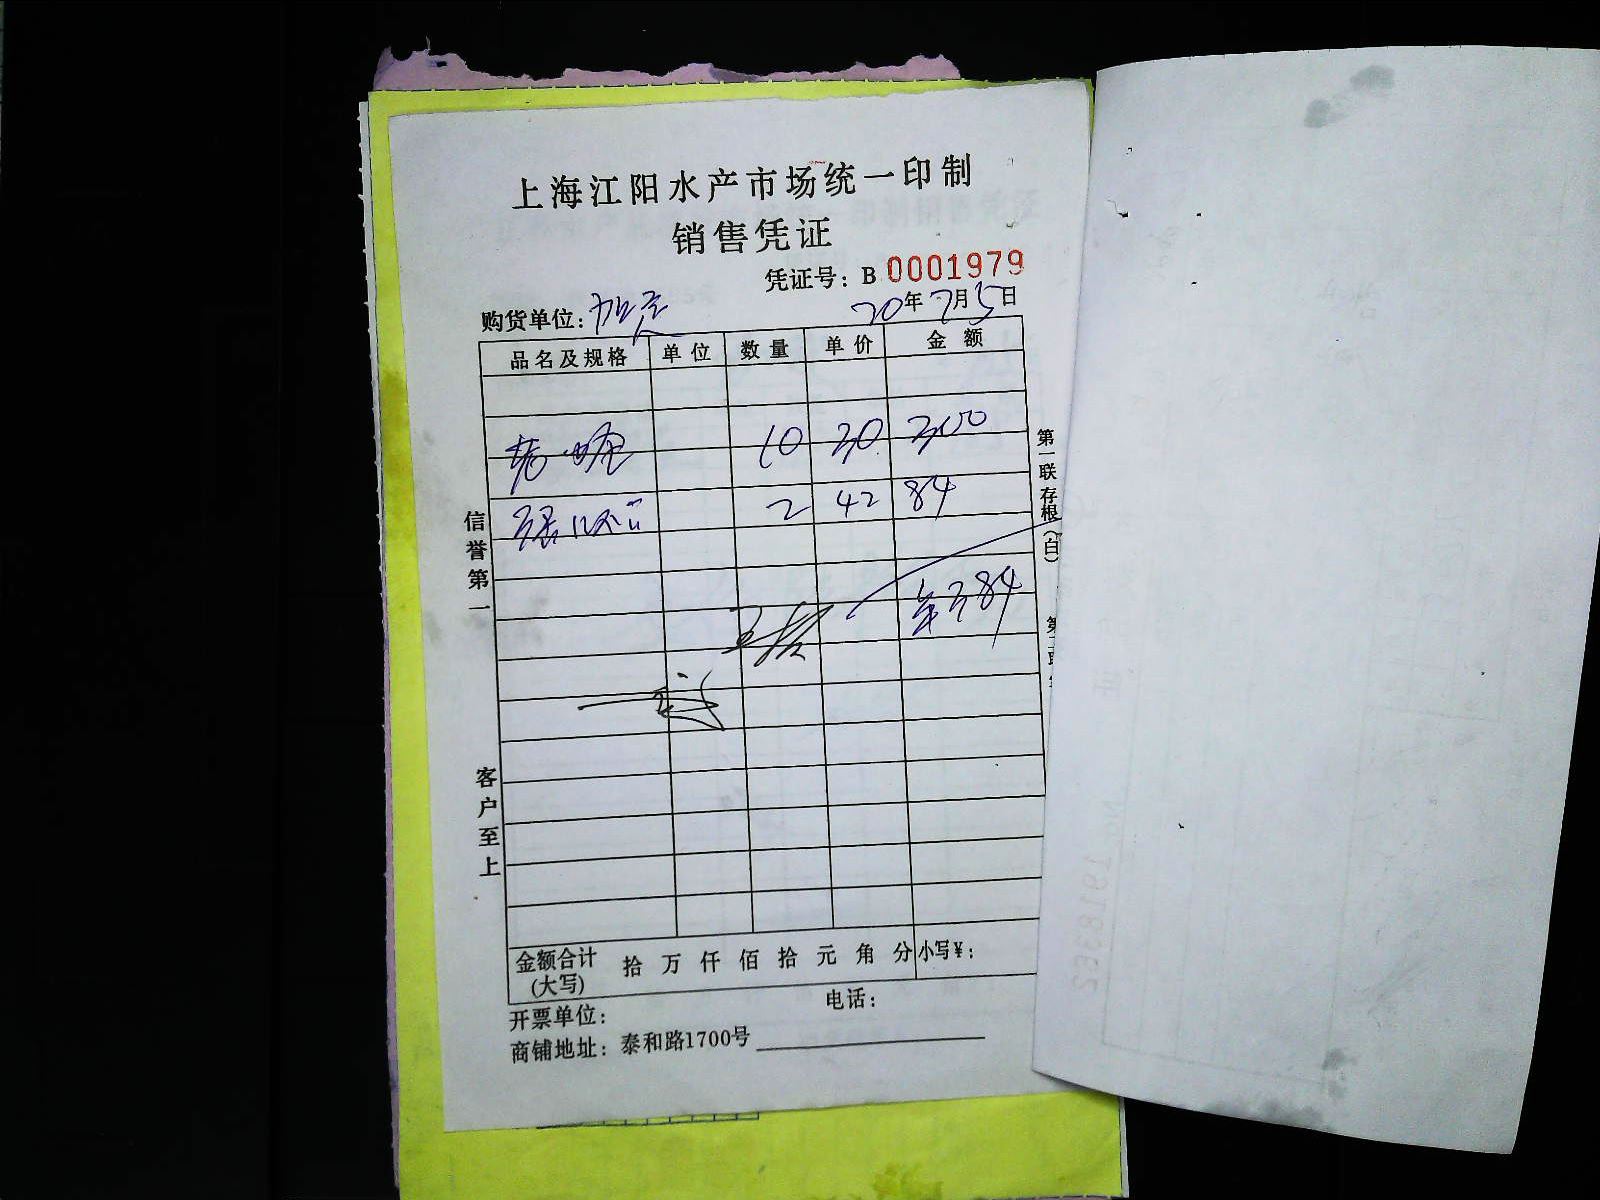 上海江阳水产市场统一印制
销售凭证
凭证号：B 0001979
购货单位： 20年7月5日
品名及规格 单位 数量 单价 金额
10 30 300
2 42 84
384
信誉第一
客户至上
第一联存根（白）
金额合计（大写） 拾 万 仟 佰 拾 元 角 分 小写¥：
开票单位： 电话：
商铺地址：泰和路1700号